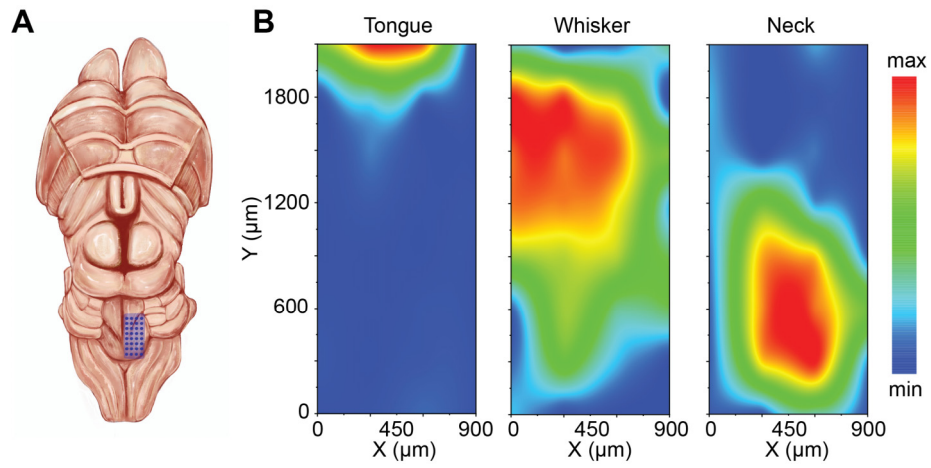 A
B
Tongue
Whisker
Neck
Y (µm)
1800
1200
600
0
0 450 900
X (µm)
0 450 900
X (µm)
0 450 900
X (µm)
max
min